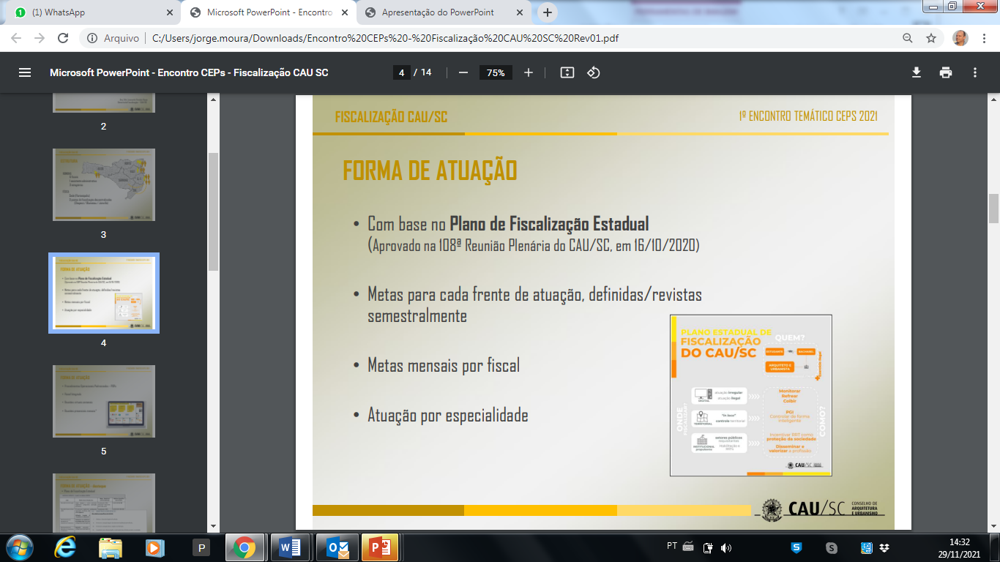 (1) WhatsApp
Microsoft PowerPoint - Encontro
Apresentação do PowerPoint
Arquivo
C:/Users/jorge.moura/Downloads/Encontro%20CEPs%20-%20Fiscalização%20CAU%20SC%20Rev01.pdf
Microsoft PowerPoint - Encontro CEPs - Fiscalização CAU SC
4 / 14
75%
2
3
4
5
FISCALIZAÇÃO CAU/SC
1º ENCONTRO TEMÁTICO CEPS 2021
FORMA DE ATUAÇÃO
• Com base no Plano de Fiscalização Estadual
(Aprovado na 108ª Reunião Plenária do CAU/SC, em 16/10/2020)
• Metas para cada frente de atuação, definidas/revistas
semestralmente
• Metas mensais por fiscal
• Atuação por especialidade
PLANO ESTADUAL DE
FISCALIZAÇÃO
DO CAU/SC
QUEM?
ESTUDANTE
BACHAREL
ARQUITETO E
URBANISTA
ONDE
COMO?
DIGITAL
atuação irregular
atuação ilegal
Monitorar
Refrear
Coibir
TERRITORIAL
"in loco"
controle territorial
PGI
Controlar de forma
Inteligente
INSTITUCIONAL
setores públicos
Incentivar RRT como
proteção da sociedade
Disseminar e
valorizar a profissão
CAU/SC
CAU/SC
CONSELHO DE
ARQUITETURA
E URBANISMO
PT
14:32
29/11/2021